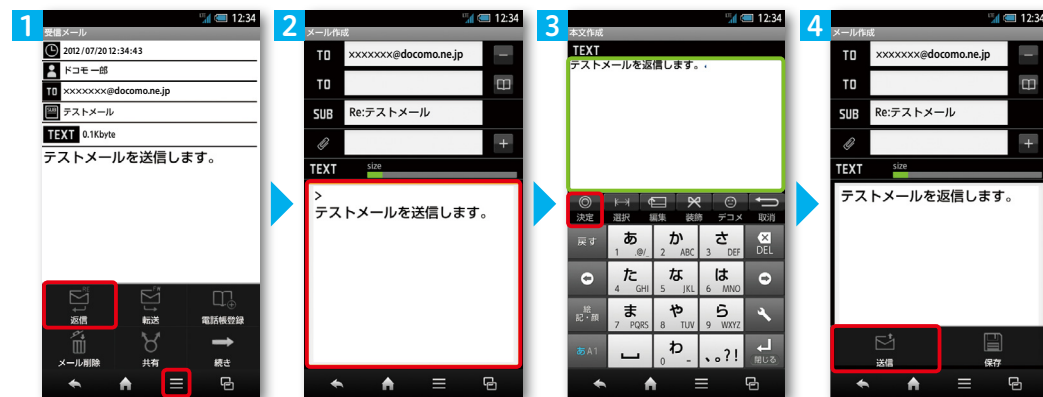 1
LTE 12:34
受信メール
2012/07/20 12:34:43
ドコモ 一郎
TO xxxxxxx@docomo.ne.jp
SUB テストメール
TEXT 0.1Kbyte
テストメールを送信します。
返信 転送 電話帳登録
メール削除 共有 続き
2
LTE 12:34
メール作成
TO xxxxxxx@docomo.ne.jp
TO
SUB Re:テストメール
TEXT size
>
テストメールを送信します。
3
LTE 12:34
本文作成
TEXT
テストメールを返信します。
決定 選択 編集 装飾 デコメ 取消
戻す あ 1 .@/_ か 2 ABC さ 3 DEF DEL
た 4 GHI な 5 JKL は 6 MNO
絵記・顔 ま 7 PQRS や 8 TUV ら 9 WXYZ
あA1 わ 0 - 、。?! 閉じる
4
LTE 12:34
メール作成
TO xxxxxxx@docomo.ne.jp
TO
SUB Re:テストメール
TEXT size
テストメールを返信します。
送信 保存